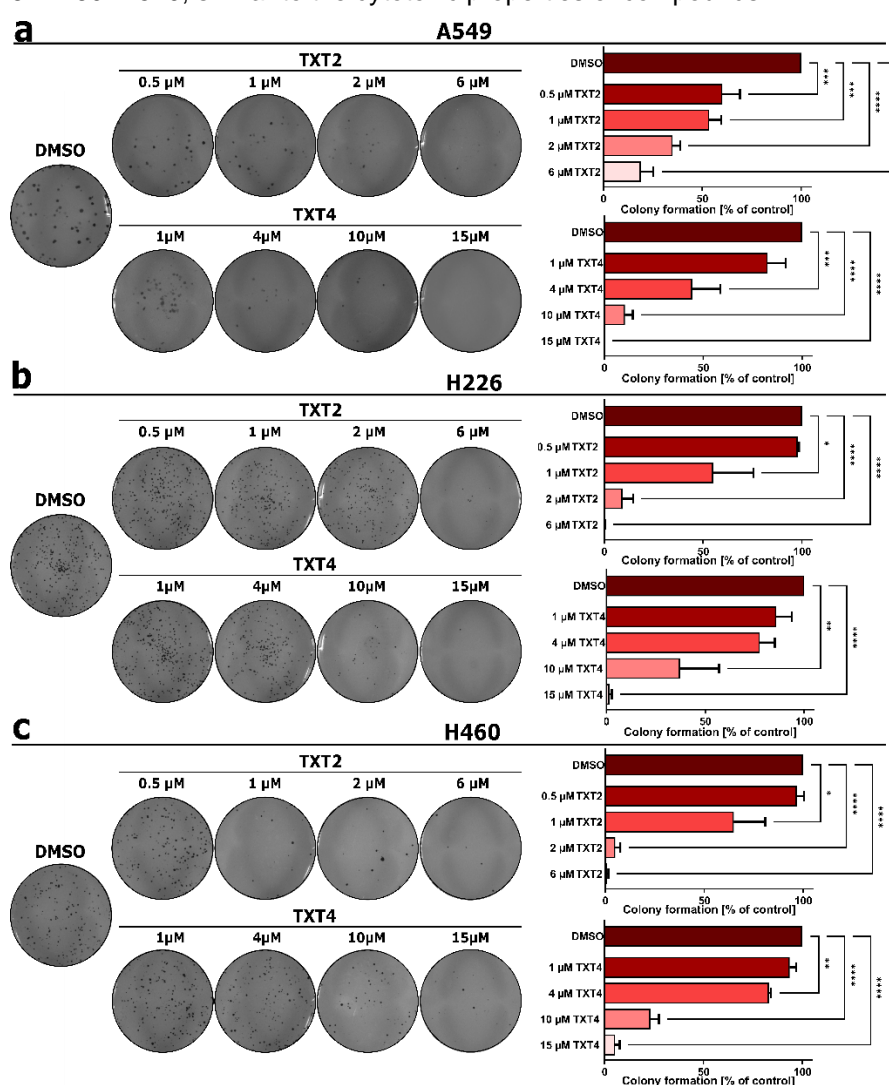 to the cytotoxic properties of compounds
a
A549
TXT2
0.5 µM 1 µM 2 µM 6 µM
DMSO
TXT4
1µM 4µM 10µM 15µM
DMSO
0.5 µM TXT2
1 µM TXT2
2 µM TXT2
6 µM TXT2
*** *** ****
0 50 100
Colony formation [% of control]
DMSO
1 µM TXT4
4 µM TXT4
10 µM TXT4
15 µM TXT4
*** **** ****
0 50 100
Colony formation [% of control]
b
H226
TXT2
0.5 µM 1 µM 2 µM 6 µM
DMSO
TXT4
1µM 4µM 10µM 15µM
DMSO
0.5 µM TXT2
1 µM TXT2
2 µM TXT2
6 µM TXT2
* **** ****
0 50 100
Colony formation [% of control]
DMSO
1 µM TXT4
4 µM TXT4
10 µM TXT4
15 µM TXT4
** ****
0 50 100
Colony formation [% of control]
c
H460
TXT2
0.5 µM 1 µM 2 µM 6 µM
DMSO
TXT4
1µM 4µM 10µM 15µM
DMSO
0.5 µM TXT2
1 µM TXT2
2 µM TXT2
6 µM TXT2
* **** ****
0 50 100
Colony formation [% of control]
DMSO
1 µM TXT4
4 µM TXT4
10 µM TXT4
15 µM TXT4
** **** ****
0 50 100
Colony formation [% of control]